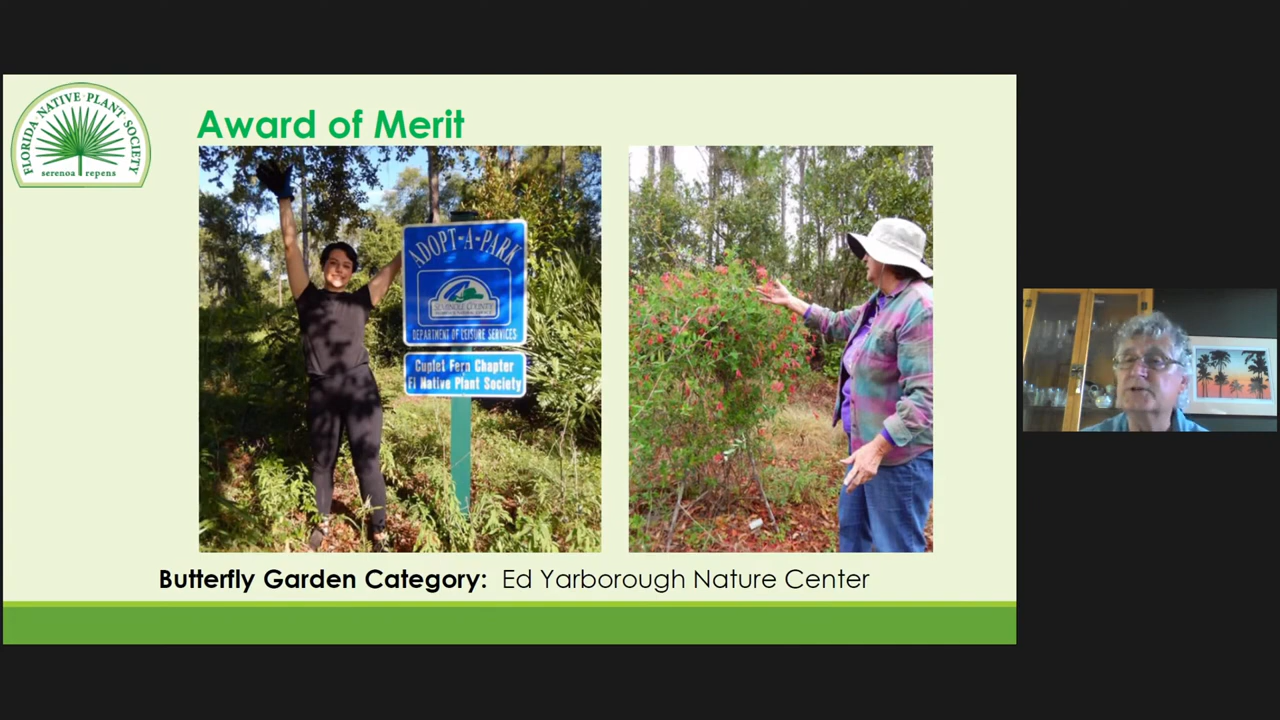 FLORIDA NATIVE PLANT SOCIETY
serenoa repens
Award of Merit
ADOPT-A-PARK
SEMINOLE COUNTY
DEPARTMENT OF LEISURE SERVICES
Cuplet Fern Chapter
Fl Native Plant Society
Butterfly Garden Category: Ed Yarborough Nature Center